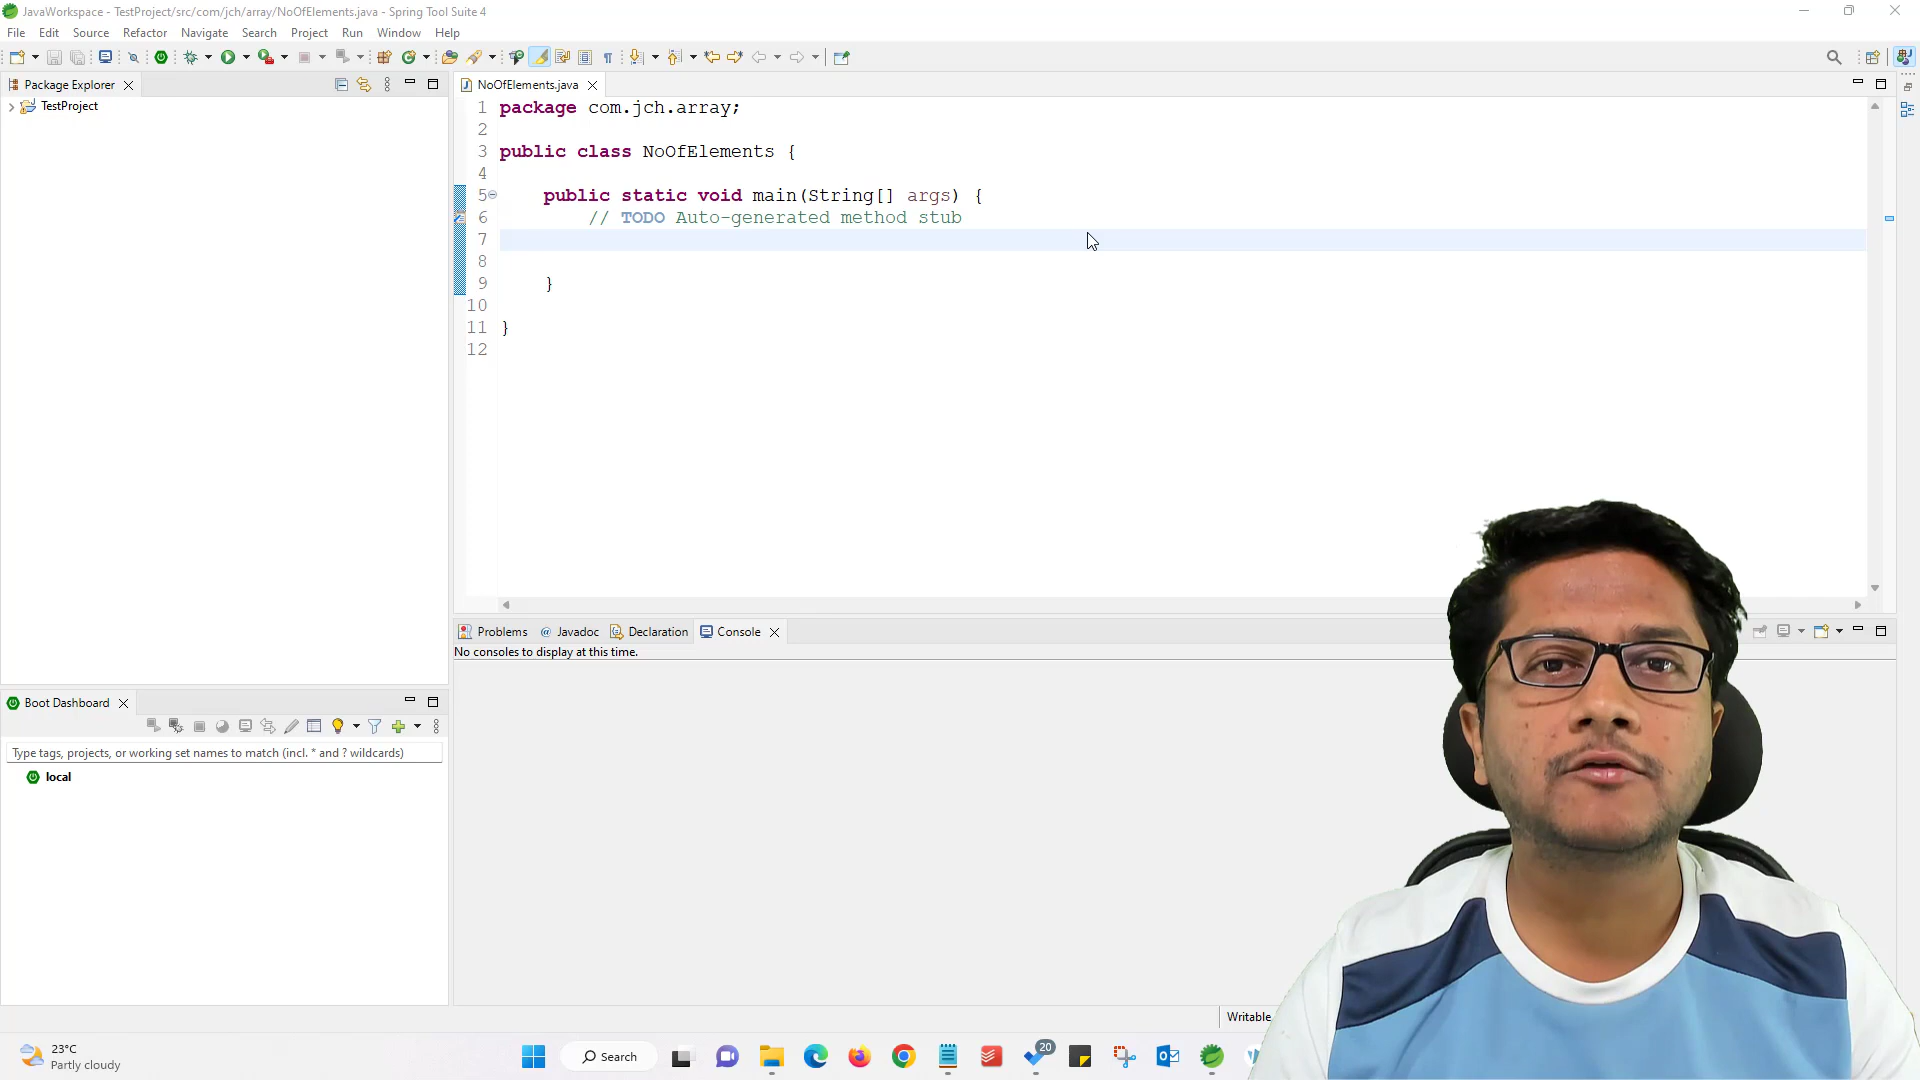 JavaWorkspace - TestProject/src/com/jch/array/NoOfElements.java - Spring Tool Suite 4
File Edit Source Refactor Navigate Search Project Run Window Help
Package Explorer
TestProject
NoOfElements.java
1 package com.jch.array;
2
3 public class NoOfElements {
4
5 public static void main(String[] args) {
6 // TODO Auto-generated method stub
7
8
9 }
10
11 }
12
Problems @ Javadoc Declaration Console
No consoles to display at this time.
Boot Dashboard
Type tags, projects, or working set names to match (incl. * and ? wildcards)
local
Writable
23°C
Partly cloudy
Search
20